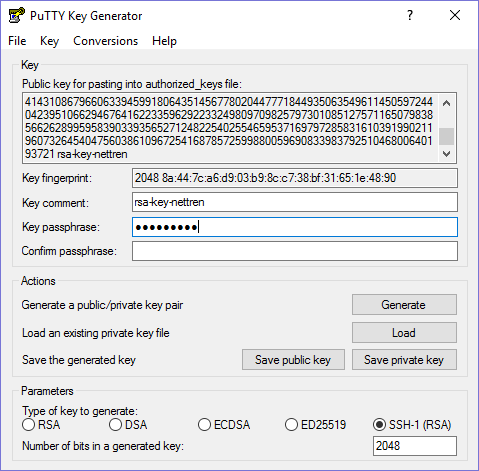 PuTTY Key Generator
File Key Conversions Help
Key
Public key for pasting into authorized_keys file:
41431086796606339459918064351456778020447771844935063549611450597244
04239510662946764162233596292233249809709825797301085127571165079838
566262899595839033935652712482254025546595371697972858316103919902 11
960732645404756038610967254168785725998800596908339837925104680064 01
93721 rsa-key-nettren
Key fingerprint: 2048 8a:44:7c:a6:d9:03:b9:8c:c7:38:bf:31:65:1e:48:90
Key comment: rsa-key-nettren
Key passphrase: ●●●●●●●●●
Confirm passphrase:
Actions
Generate a public/private key pair Generate
Load an existing private key file Load
Save the generated key Save public key Save private key
Parameters
Type of key to generate:
RSA DSA ECDSA ED25519 SSH-1 (RSA)
Number of bits in a generated key: 2048